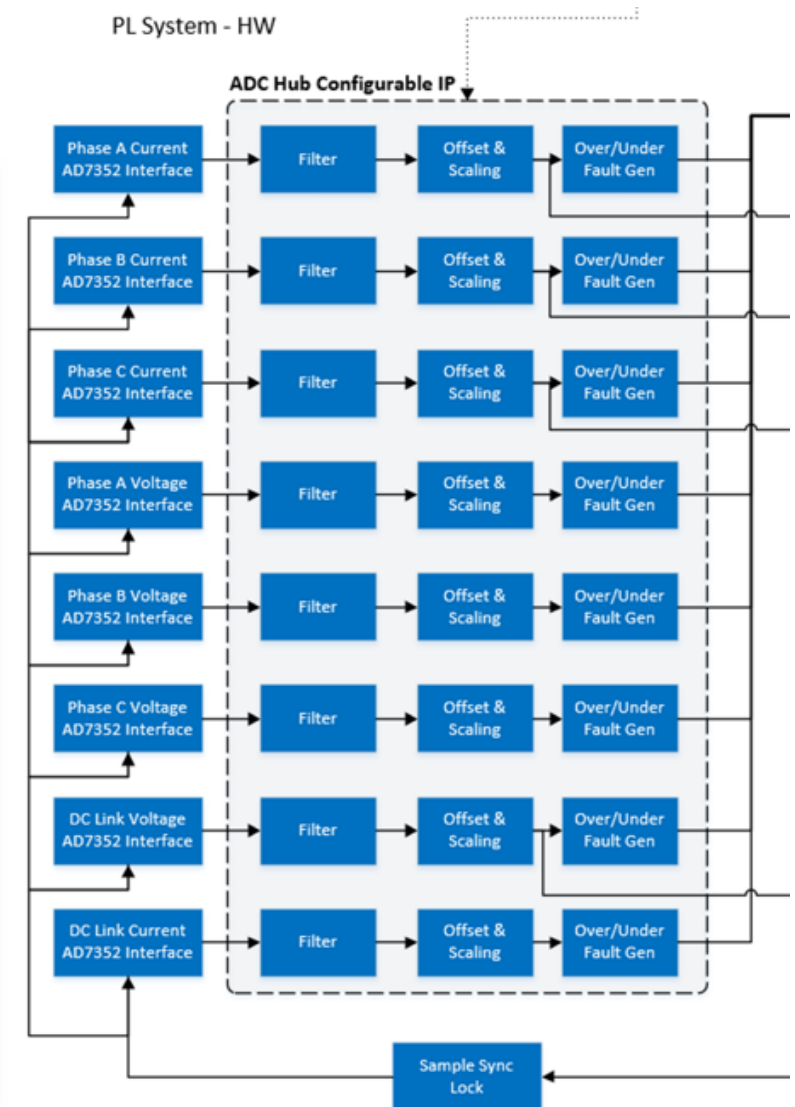 PL System - HW
ADC Hub Configurable IP
Phase A Current
AD7352 Interface
Filter
Offset &
Scaling
Over/Under
Fault Gen
Phase B Current
AD7352 Interface
Filter
Offset &
Scaling
Over/Under
Fault Gen
Phase C Current
AD7352 Interface
Filter
Offset &
Scaling
Over/Under
Fault Gen
Phase A Voltage
AD7352 Interface
Filter
Offset &
Scaling
Over/Under
Fault Gen
Phase B Voltage
AD7352 Interface
Filter
Offset &
Scaling
Over/Under
Fault Gen
Phase C Voltage
AD7352 Interface
Filter
Offset &
Scaling
Over/Under
Fault Gen
DC Link Voltage
AD7352 Interface
Filter
Offset &
Scaling
Over/Under
Fault Gen
DC Link Current
AD7352 Interface
Filter
Offset &
Scaling
Over/Under
Fault Gen
Sample Sync
Lock